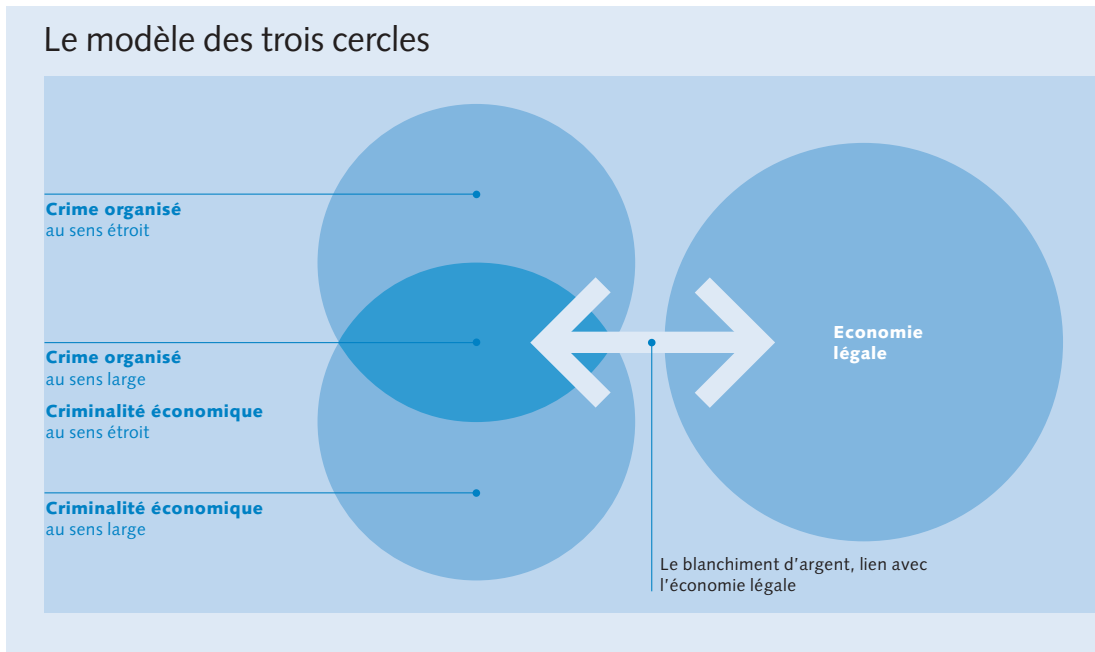 Le modèle des trois cercles
Crime organisé
au sens étroit
Crime organisé
au sens large
Criminalité économique
au sens étroit
Criminalité économique
au sens large
Economie
légale
Le blanchiment d'argent, lien avec
l'économie légale